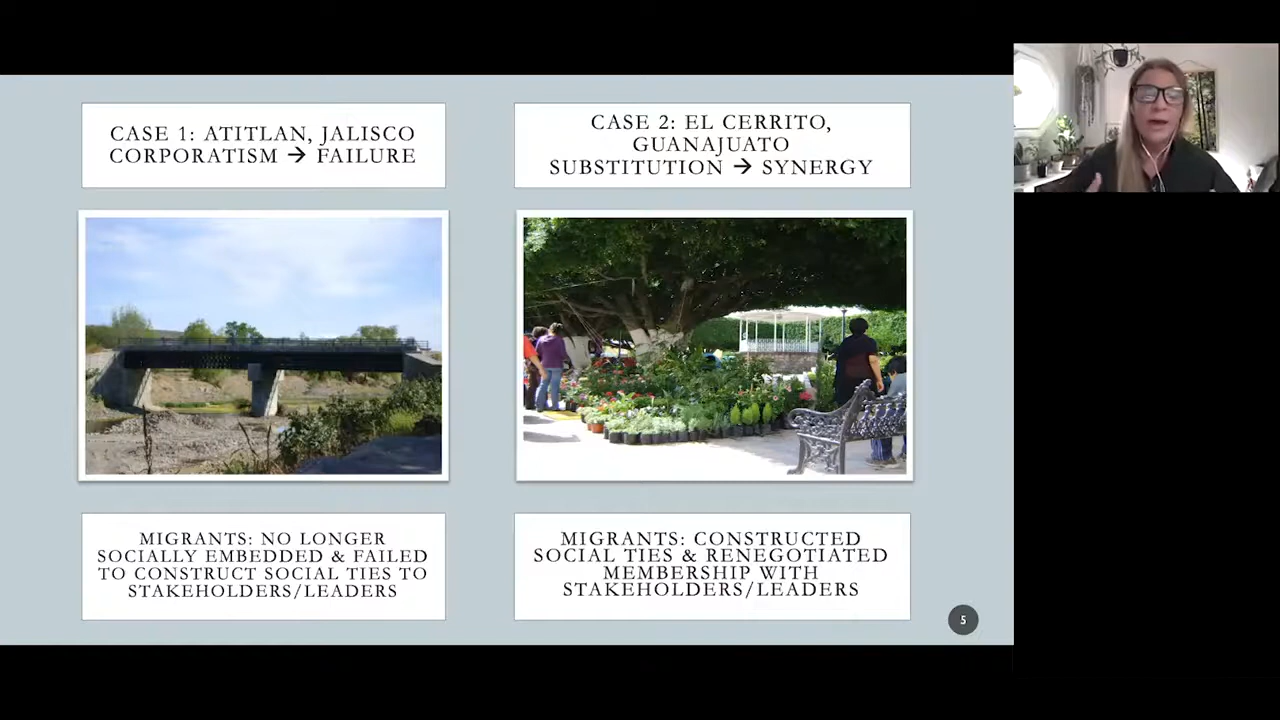 CASE 1: ATITLAN, JALISCO
CORPORATISM → FAILURE
CASE 2: EL CERRITO,
GUANAJUATO
SUBSTITUTION → SYNERGY
MIGRANTS: NO LONGER
SOCIALLY EMBEDDED & FAILED
TO CONSTRUCT SOCIAL TIES TO
STAKEHOLDERS/LEADERS
MIGRANTS: CONSTRUCTED
SOCIAL TIES & RENEGOTIATED
MEMBERSHIP WITH
STAKEHOLDERS/LEADERS
5